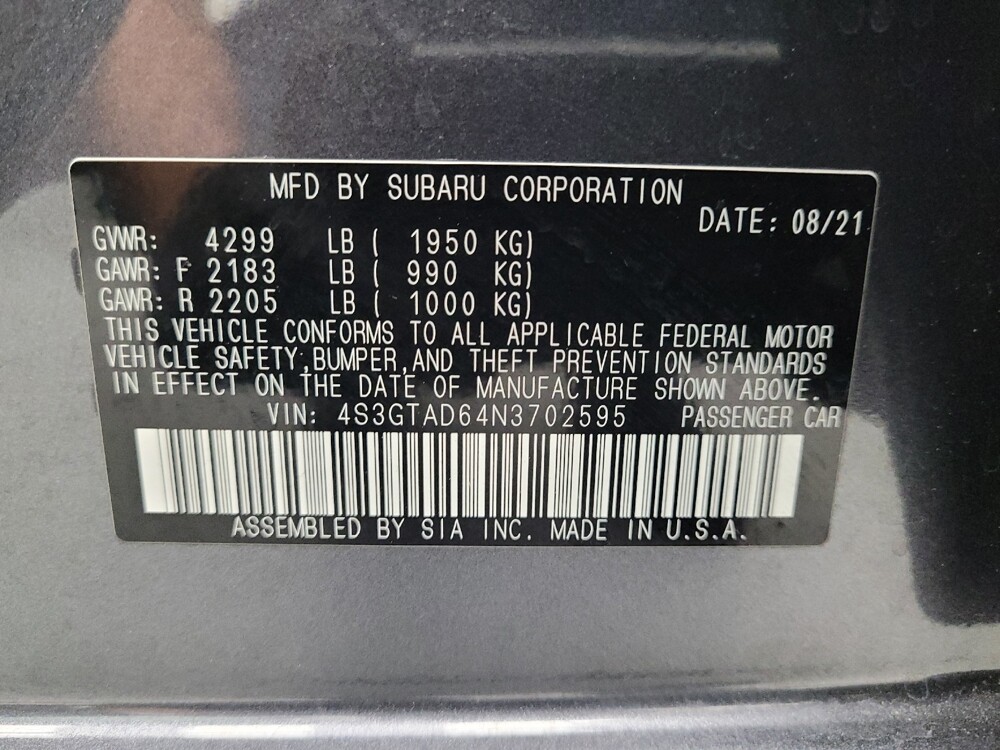 MFD BY SUBARU CORPORATION
DATE: 08/21
GVWR: 4299 LB ( 1950 KG)
GAWR: F 2183 LB ( 990 KG)
GAWR: R 2205 LB ( 1000 KG)
THIS VEHICLE CONFORMS TO ALL APPLICABLE FEDERAL MOTOR
VEHICLE SAFETY,BUMPER,AND THEFT PREVENTION STANDARDS
IN EFFECT ON THE DATE OF MANUFACTURE SHOWN ABOVE.
VIN: 4S3GTAD64N3702595 PASSENGER CAR
ASSEMBLED BY SIA INC. MADE IN U.S.A.